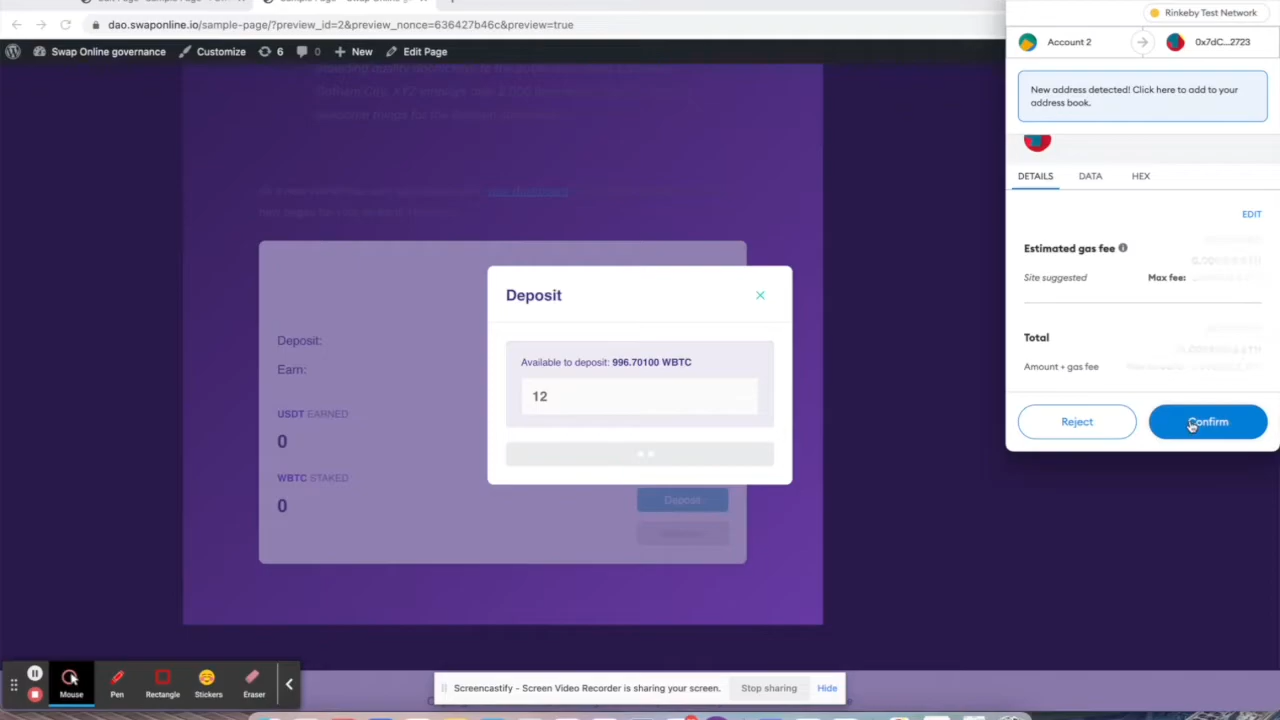 dao.swaponline.io/sample-page/?preview_id=2&preview_nonce=636427b46c&preview=true
Swap Online governance
Customize
6
0
New
Edit Page
view dashboard
Deposit:
Earn:
USDT EARNED
0
WBTC STAKED
0
Deposit
Deposit
Available to deposit: 996.70100 WBTC
12
Rinkeby Test Network
Account 2
0x7dC...2723
New address detected! Click here to add to your
address book.
DETAILS
DATA
HEX
EDIT
Estimated gas fee
Site suggested
Max fee:
Total
Amount + gas fee
Reject
Confirm
Mouse
Pen
Rectangle
Stickers
Eraser
Screencastify - Screen Video Recorder is sharing your screen.
Stop sharing
Hide